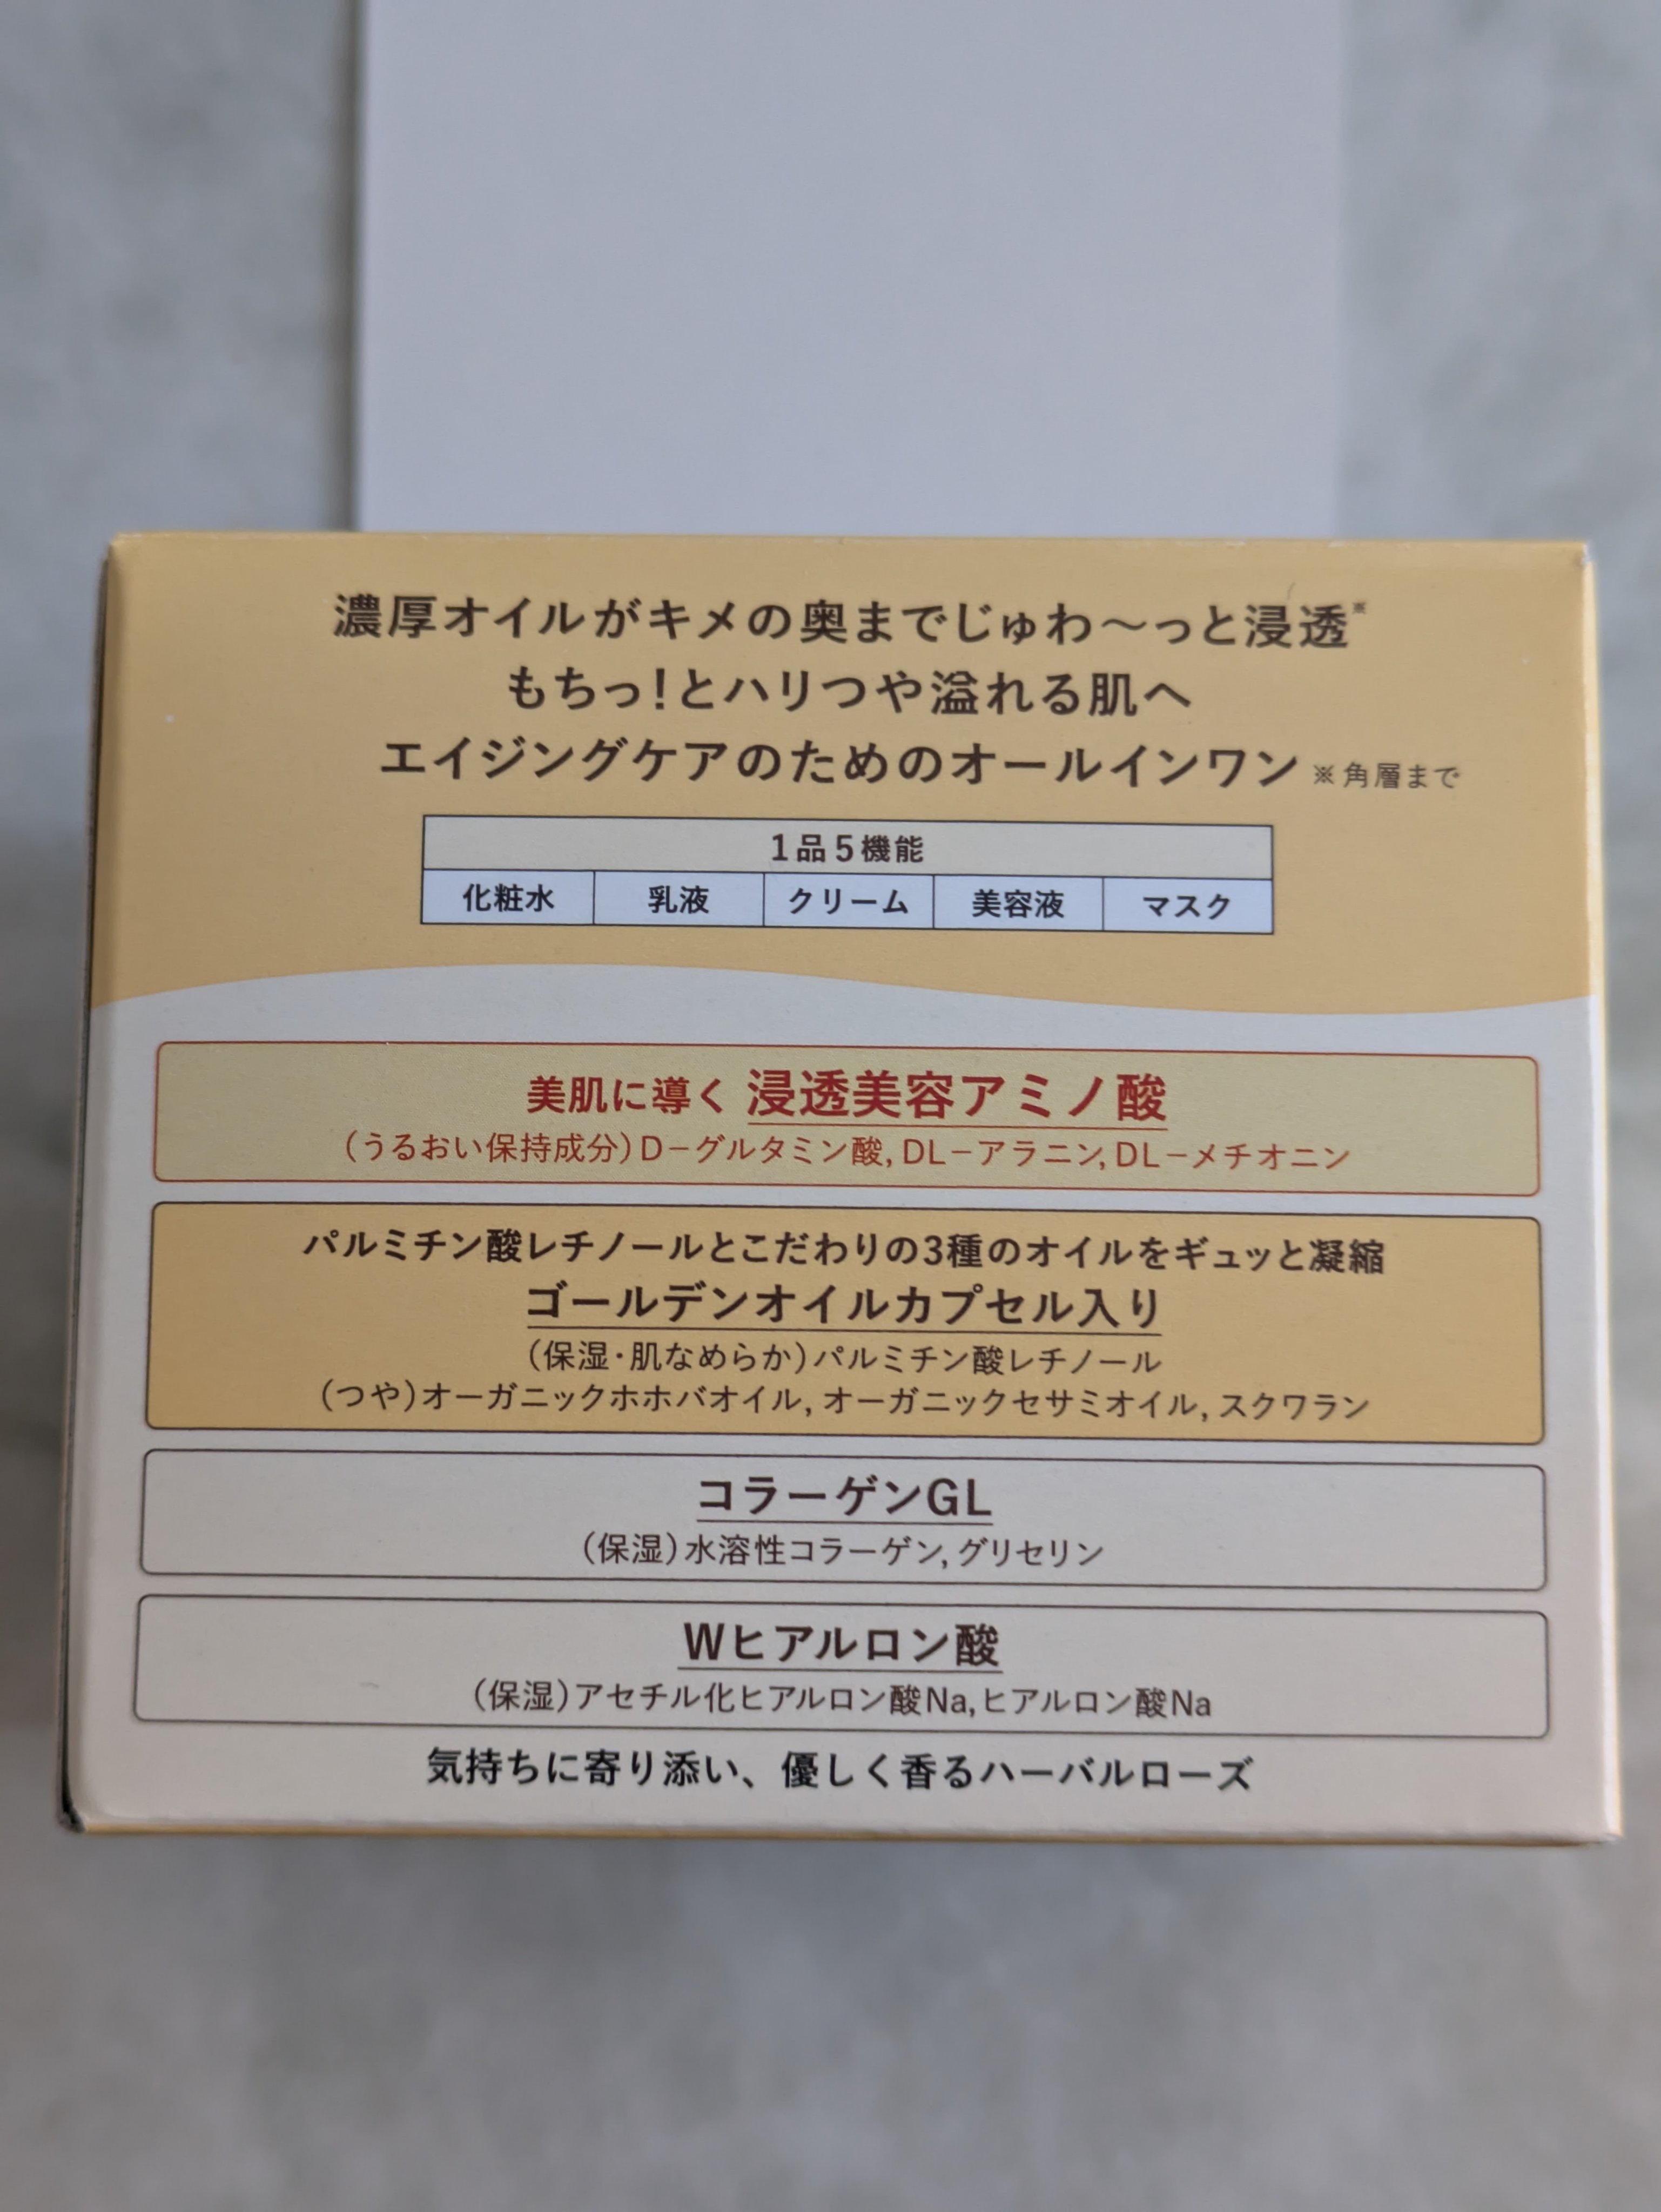 濃厚オイルがキメの奥までじゅわ〜っと浸透※
もちっ!とハリつや溢れる肌へ
エイジングケアのためのオールインワン ※角層まで
1品5機能
化粧水 乳液 クリーム 美容液 マスク
美肌に導く 浸透美容アミノ酸
(うるおい保持成分)D−グルタミン酸, DL−アラニン, DL−メチオニン
パルミチン酸レチノールとこだわりの3種のオイルをギュッと凝縮
ゴールデンオイルカプセル入り
(保湿・肌なめらか)パルミチン酸レチノール
(つや)オーガニックホホバオイル, オーガニックセサミオイル, スクワラン
コラーゲンGL
(保湿)水溶性コラーゲン, グリセリン
Wヒアルロン酸
(保湿)アセチル化ヒアルロン酸Na, ヒアルロン酸Na
気持ちに寄り添い、優しく香るハーバルローズ